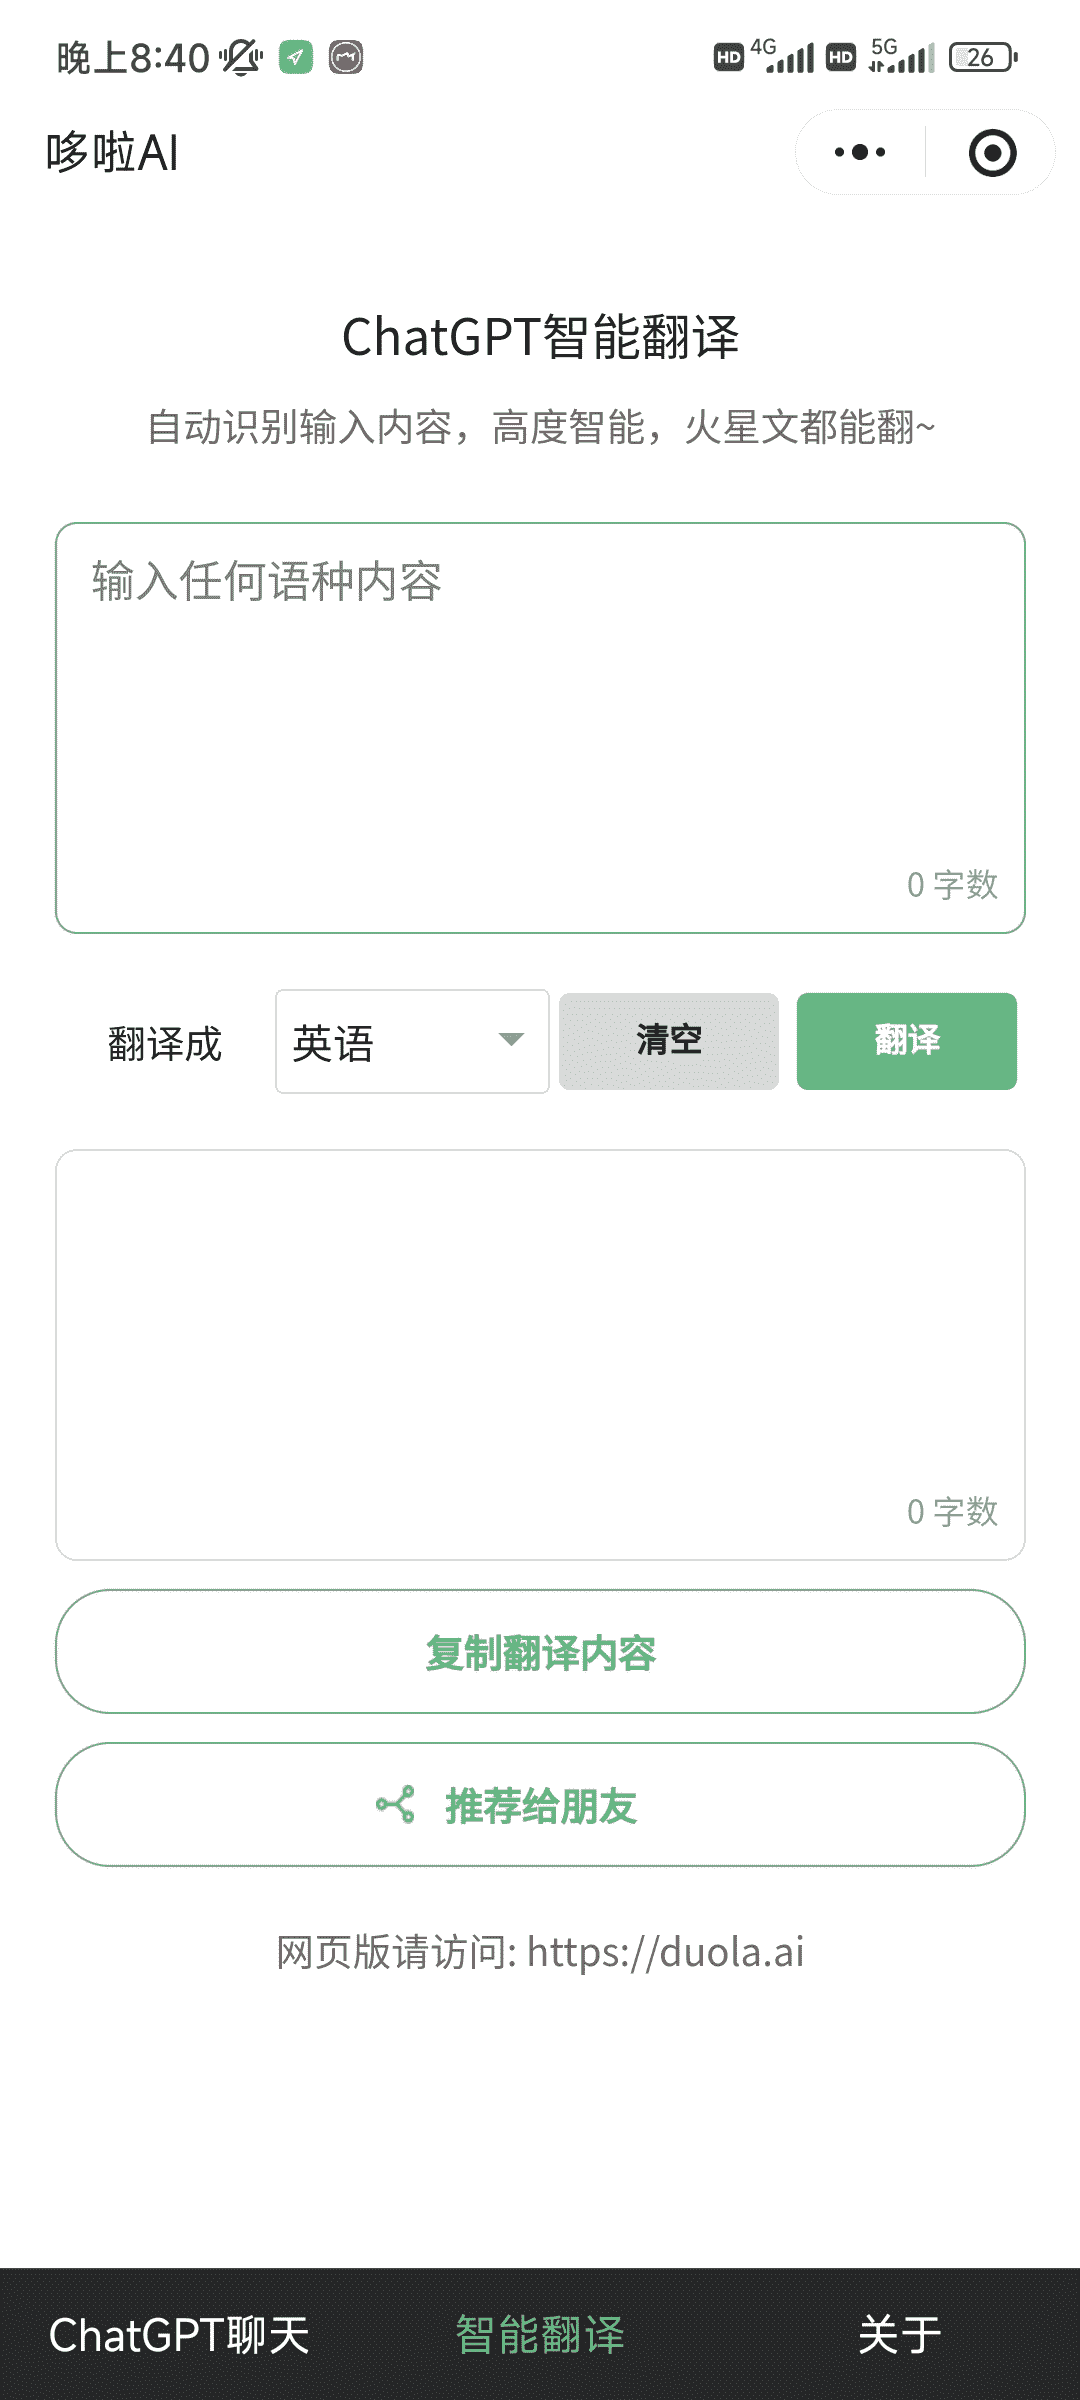 晚上8:40 HD 4G HD 5G 26
哆啦AI
ChatGPT智能翻译
自动识别输入内容，高度智能，火星文都能翻~
输入任何语种内容
0 字数
翻译成 英语 清空 翻译
0 字数
复制翻译内容
推荐给朋友
网页版请访问: https://duola.ai
ChatGPT聊天 智能翻译 关于